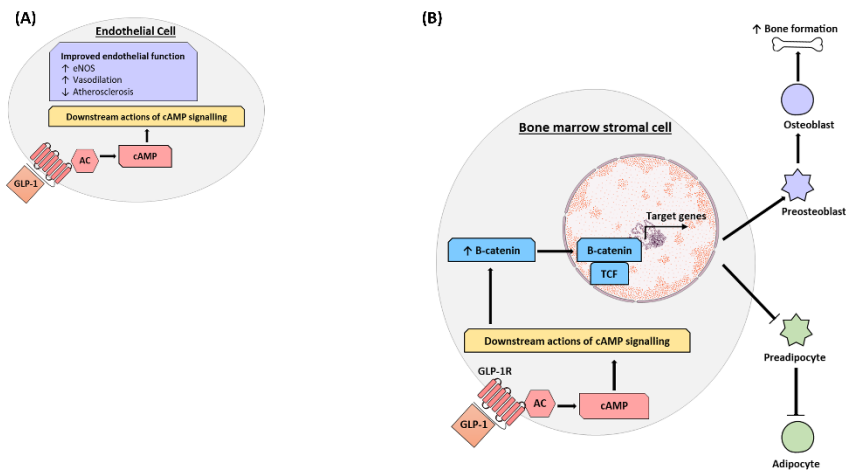 (A)
Endothelial Cell
Improved endothelial function
↑ eNOS
↑ Vasodilation
↓ Atherosclerosis
Downstream actions of cAMP signalling
AC
cAMP
GLP-1
(B)
↑ Bone formation
Osteoblast
Preosteoblast
Bone marrow stromal cell
Target genes
↑ B-catenin
B-catenin
TCF
Downstream actions of cAMP signalling
GLP-1R
AC
cAMP
GLP-1
Preadipocyte
Adipocyte